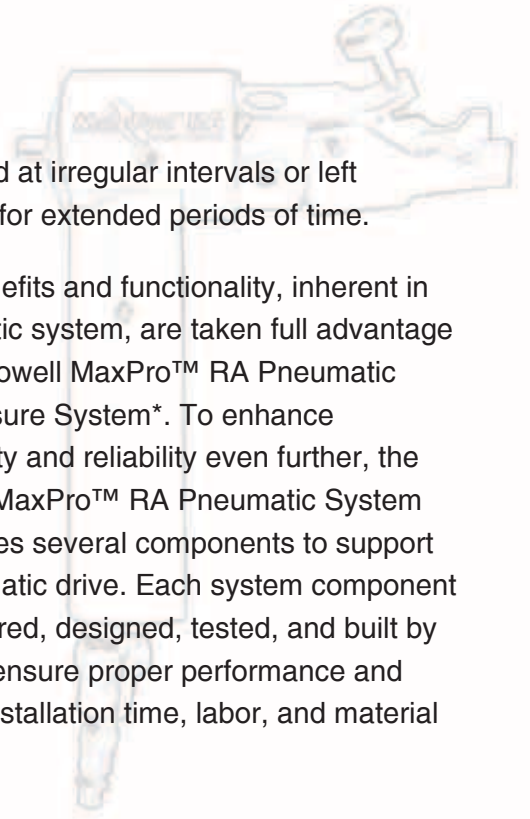 d at irregular intervals or left
for extended periods of time.
efits and functionality, inherent in
tic system, are taken full advantage
owell MaxPro™ RA Pneumatic
sure System*. To enhance
ty and reliability even further, the
MaxPro™ RA Pneumatic System
es several components to support
atic drive. Each system component
red, designed, tested, and built by
ensure proper performance and
stallation time, labor, and material